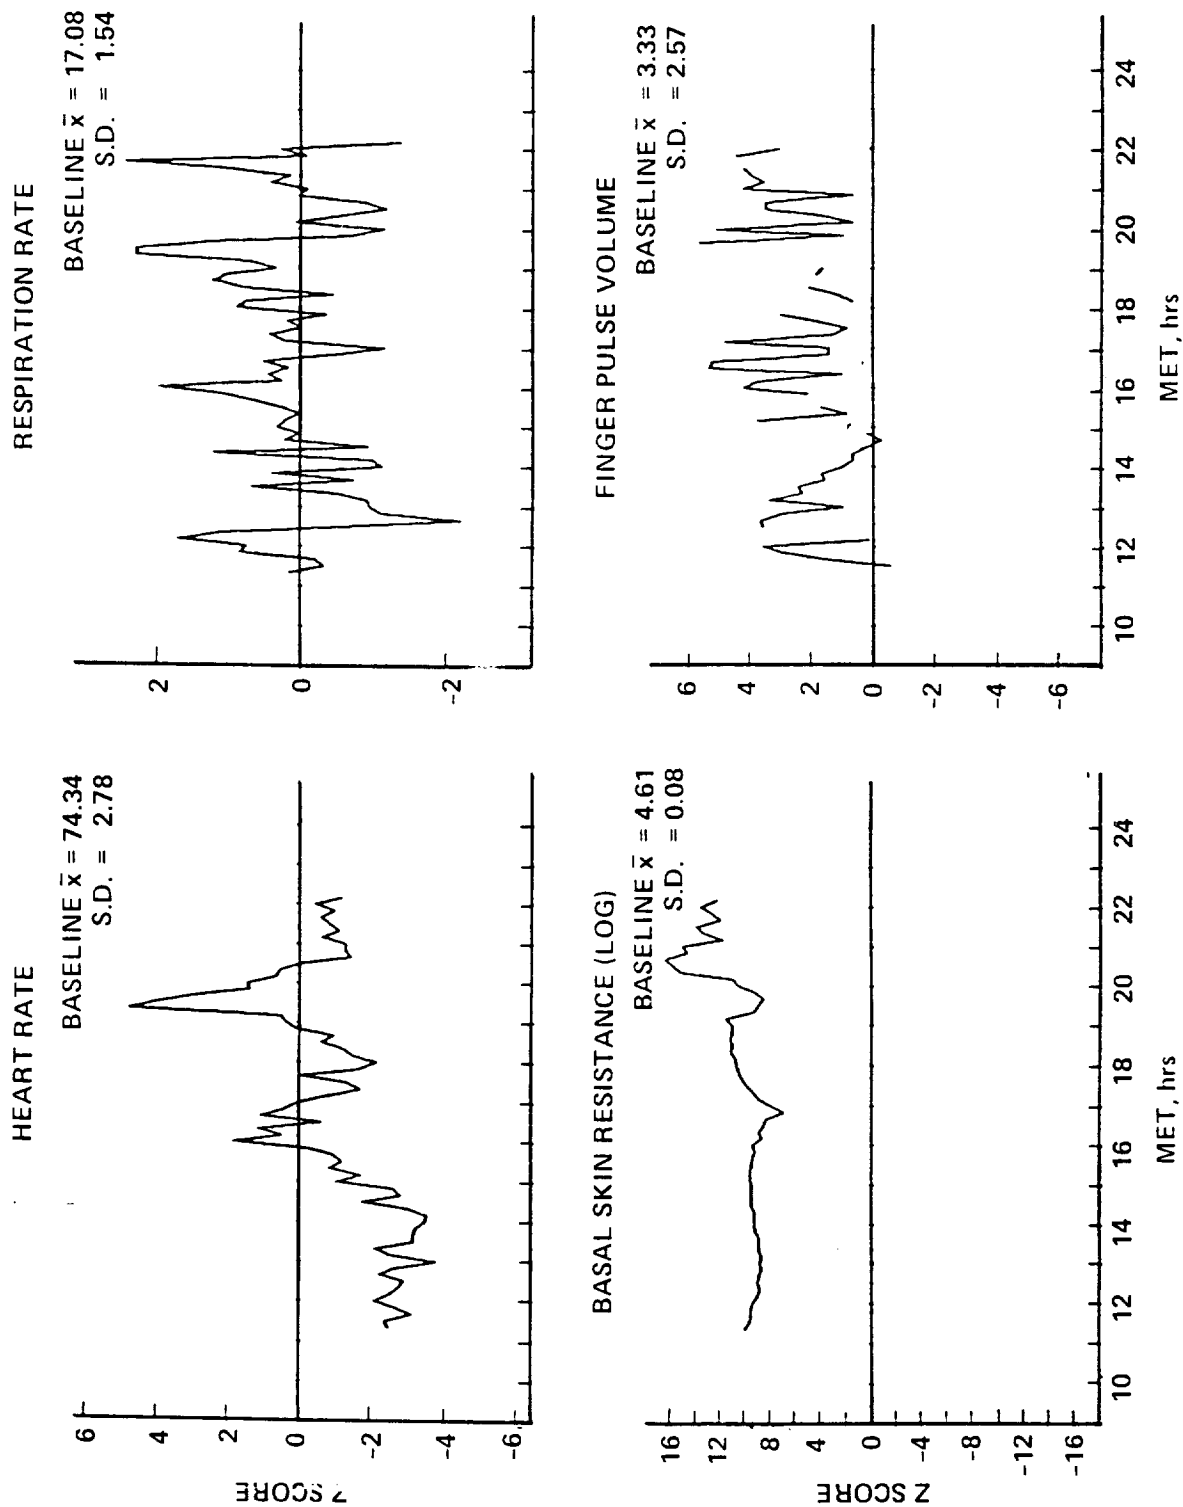 HEART RATE
BASELINE x̄ = 74.34
S.D. = 2.78
Z SCORE
6
4
2
0
-2
-4
-6
RESPIRATION RATE
BASELINE x̄ = 17.08
S.D. = 1.54
2
0
-2
BASAL SKIN RESISTANCE (LOG)
BASELINE x̄ = 4.61
S.D. = 0.08
Z SCORE
16
12
8
4
0
-4
-8
-12
-16
10 12 14 16 18 20 22 24
MET, hrs
FINGER PULSE VOLUME
BASELINE x̄ = 3.33
S.D. = 2.57
6
4
2
0
-2
-4
-6
10 12 14 16 18 20 22 24
MET, hrs